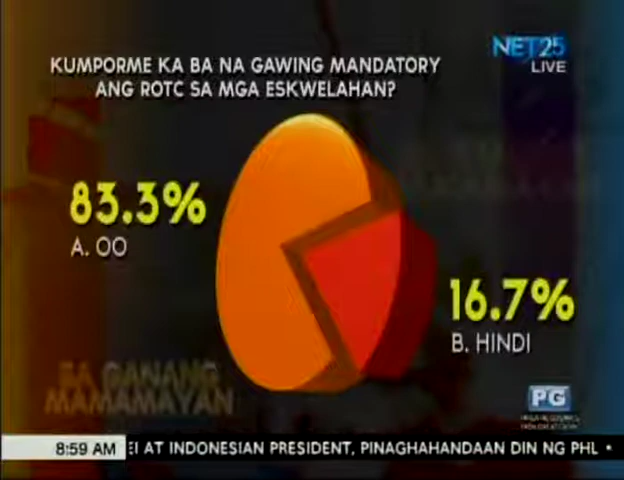 NET25
LIVE
KUMPORME KA BA NA GAWING MANDATORY
ANG ROTC SA MGA ESKWELAHAN?
83.3%
A. OO
16.7%
B. HINDI
SA GANANG
MAMAMAYAN
PG
8:59 AM
EI AT INDONESIAN PRESIDENT, PINAGHAHANDAAN DIN NG PHL •